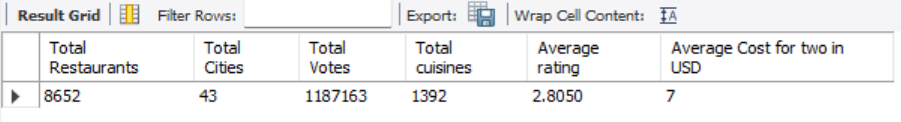 Result Grid Filter Rows: Export: Wrap Cell Content: IA
Total Restaurants Total Cities Total Votes Total cuisines Average rating Average Cost for two in USD
8652 43 1187163 1392 2.8050 7